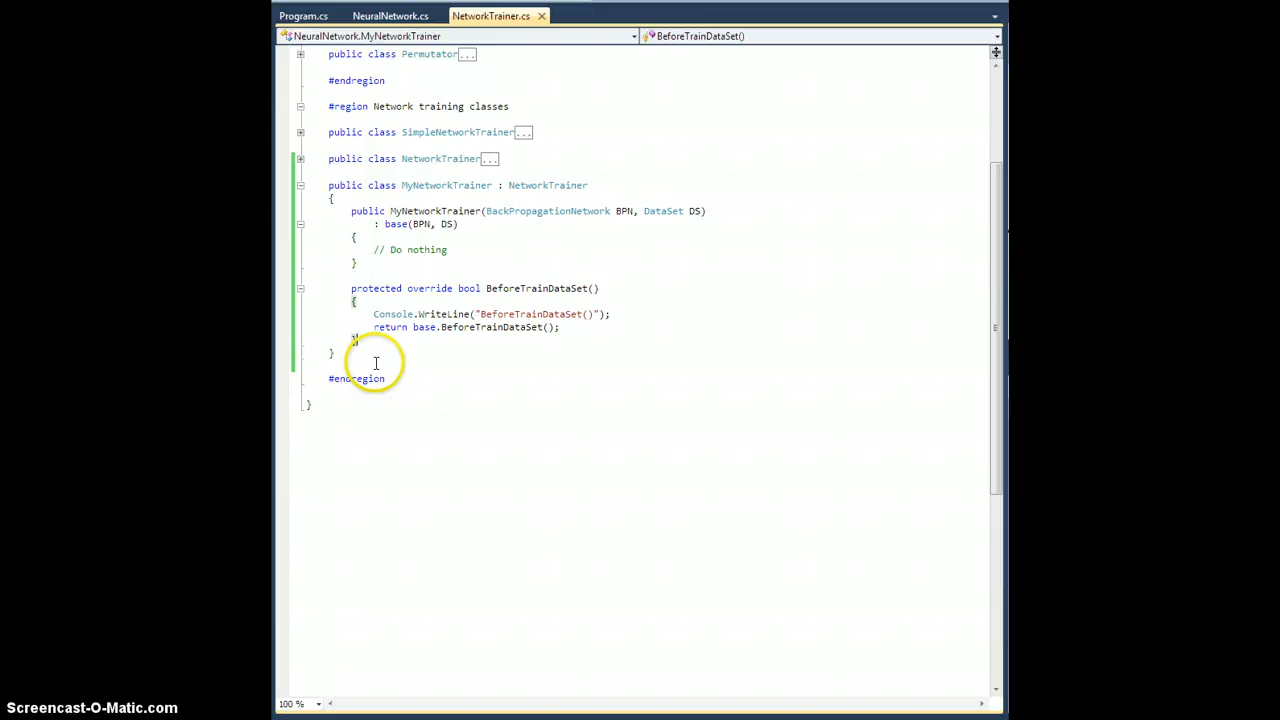 Program.cs NeuralNetwork.cs NetworkTrainer.cs
NeuralNetwork.MyNetworkTrainer BeforeTrainDataSet()
public class Permutator...
#endregion
#region Network training classes
public class SimpleNetworkTrainer...
public class NetworkTrainer...
public class MyNetworkTrainer : NetworkTrainer
{
public MyNetworkTrainer(BackPropagationNetwork BPN, DataSet DS)
: base(BPN, DS)
{
// Do nothing
}
protected override bool BeforeTrainDataSet()
{
Console.WriteLine("BeforeTrainDataSet()");
return base.BeforeTrainDataSet();
}
}
#endregion
}
100 %
Screencast-O-Matic.com